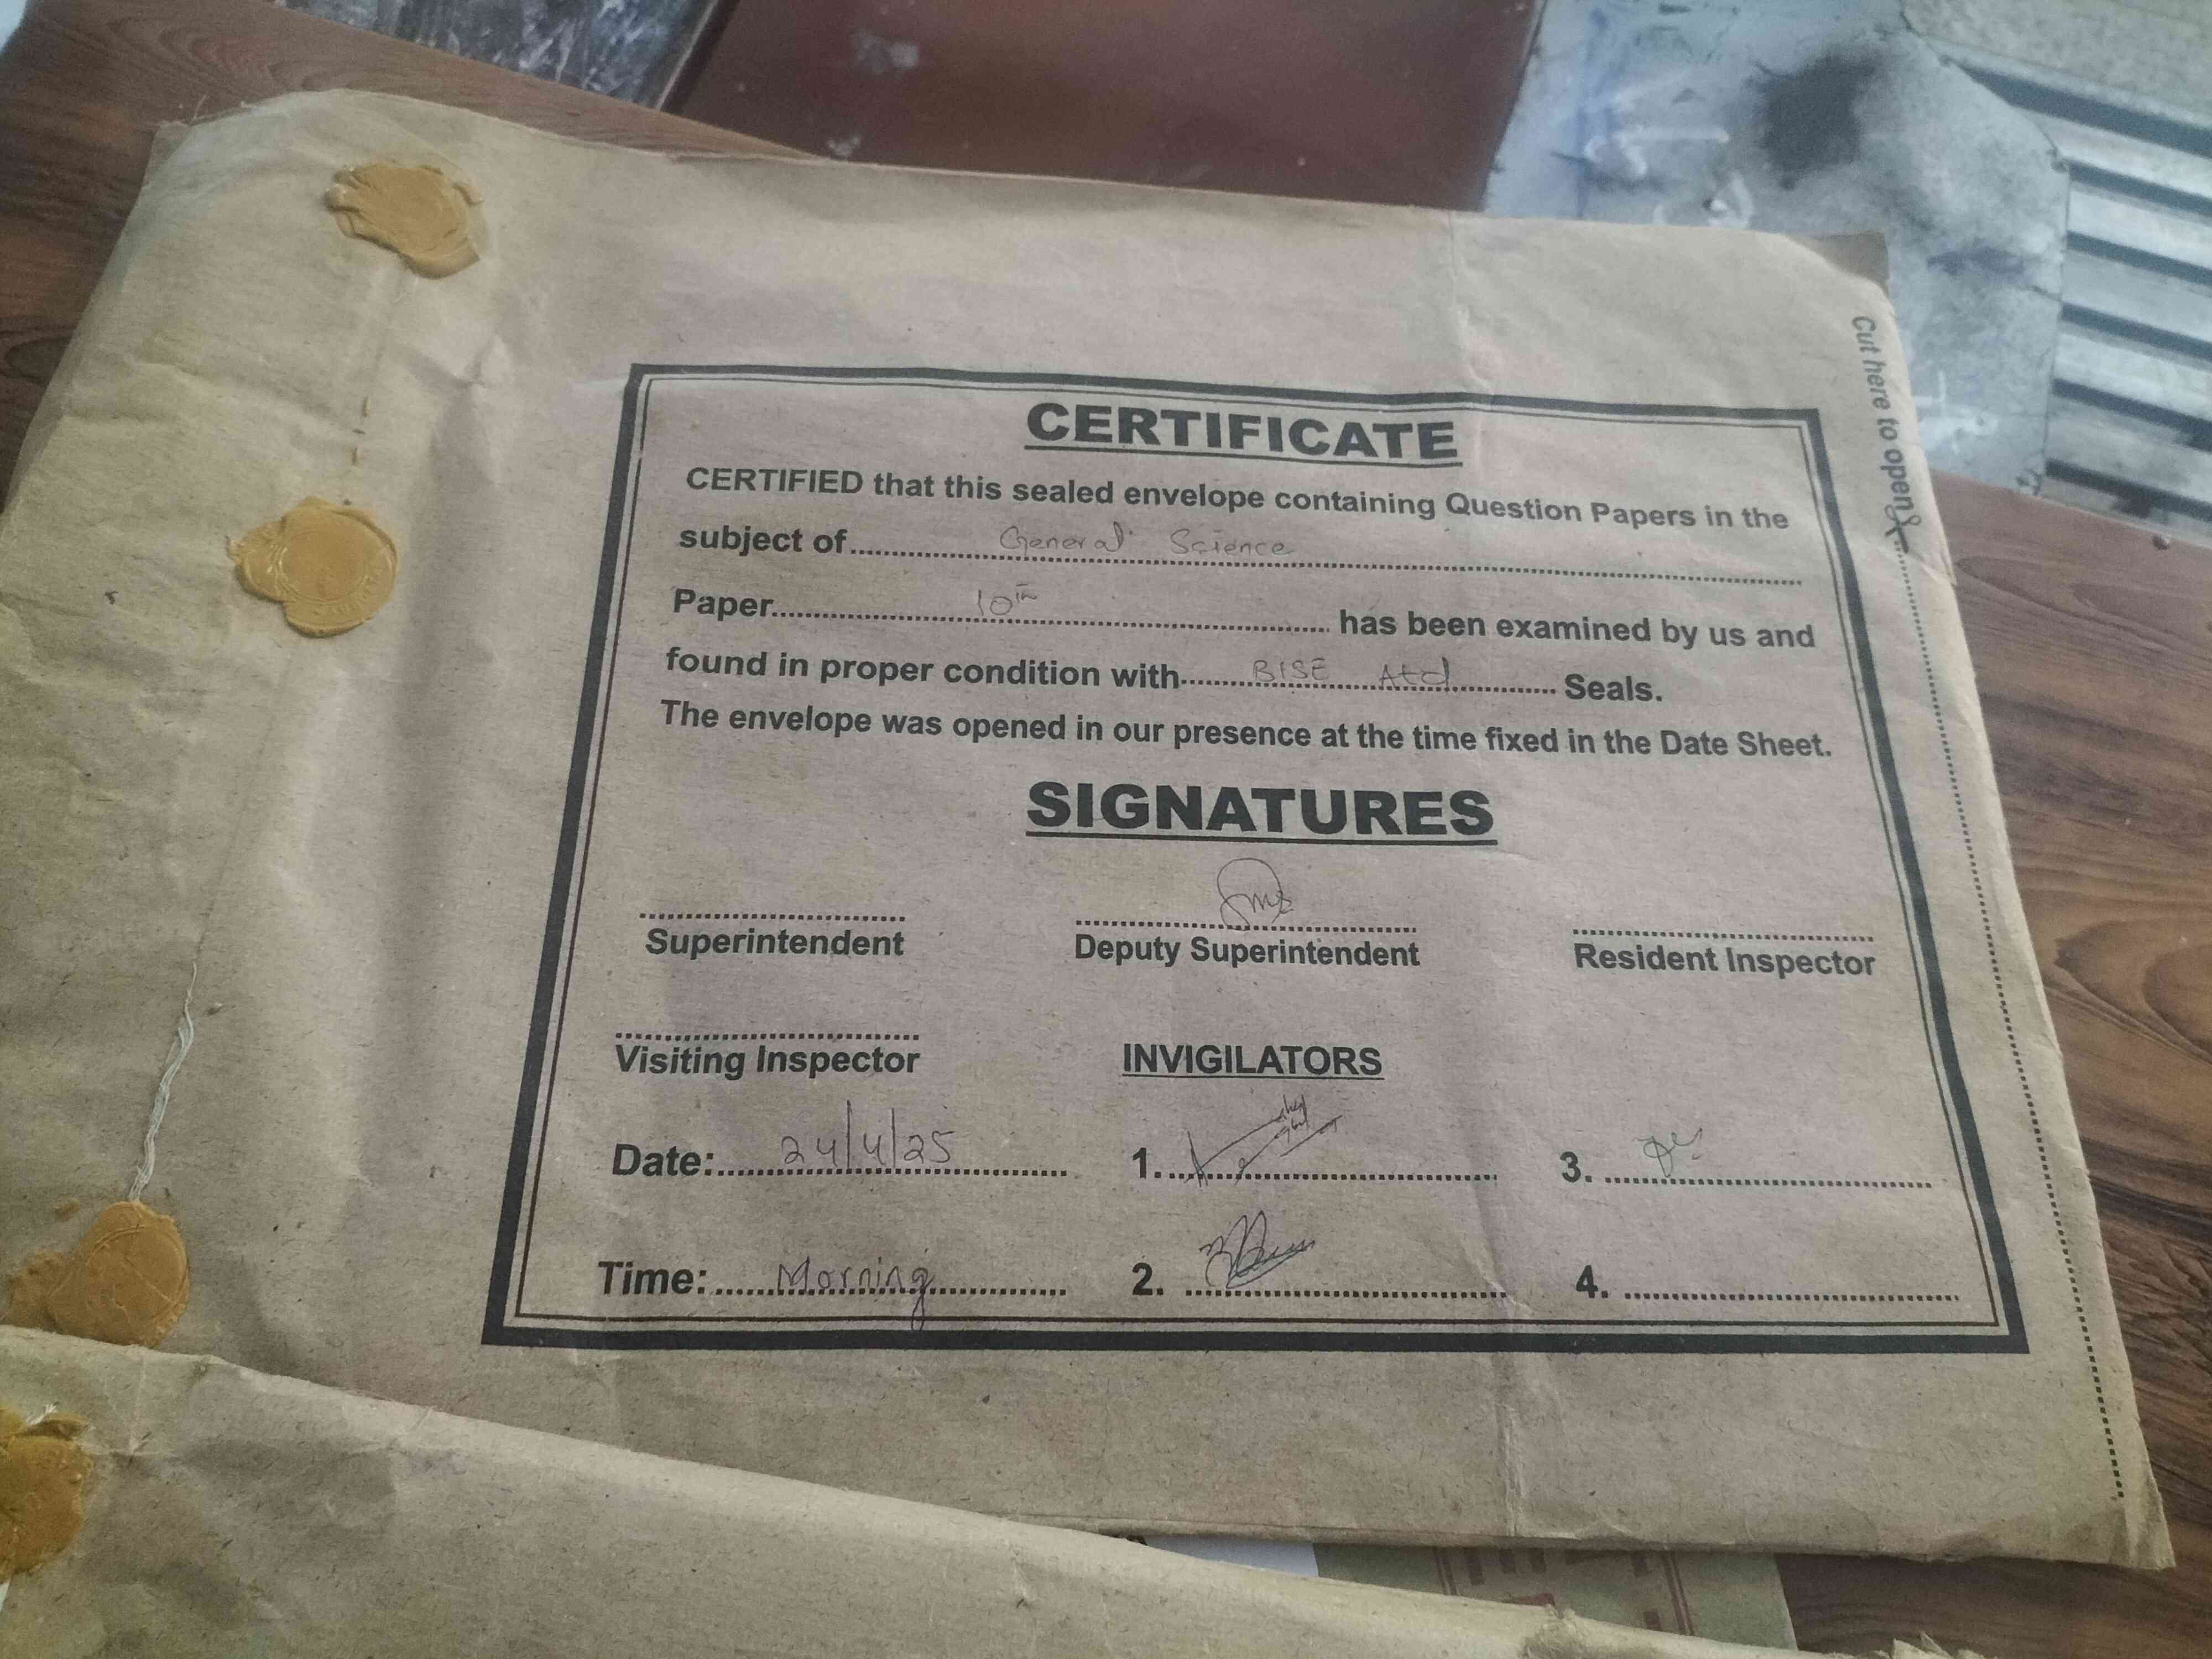 Cut here to open
CERTIFICATE
CERTIFIED that this sealed envelope containing Question Papers in the
subject of.......... General Science ..........
Paper.......... 10th .......... has been examined by us and
found in proper condition with.......... BISE Atd .......... Seals.
The envelope was opened in our presence at the time fixed in the Date Sheet.
SIGNATURES
Superintendent Deputy Superintendent Resident Inspector
Visiting Inspector INVIGILATORS
Date:.......... 24/4/25 .......... 1. .......... 3. ..........
Time:.......... Morning .......... 2. .......... 4. ..........